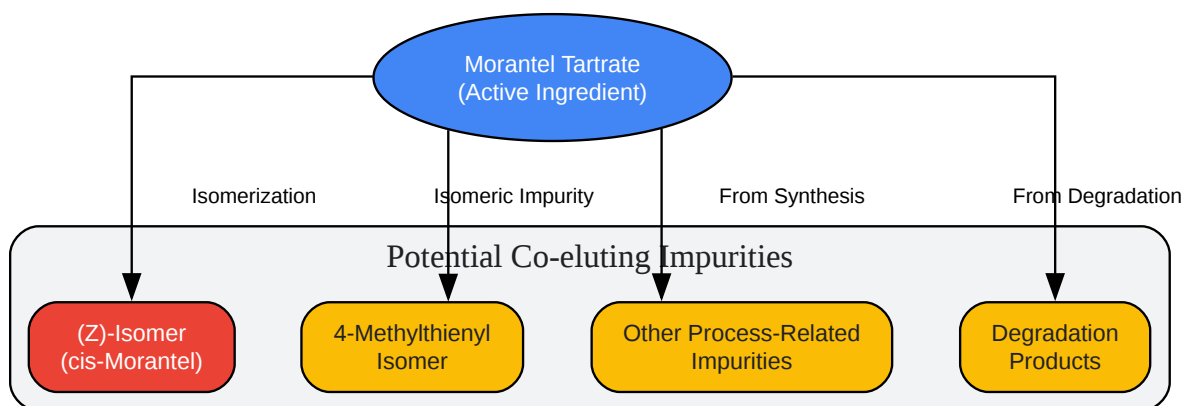 Morantel Tartrate
(Active Ingredient)
Isomerization
Isomeric Impurity
From Synthesis
From Degradation
Potential Co-eluting Impurities
(Z)-Isomer
(cis-Morantel)
4-Methylthienyl
Isomer
Other Process-Related
Impurities
Degradation
Products